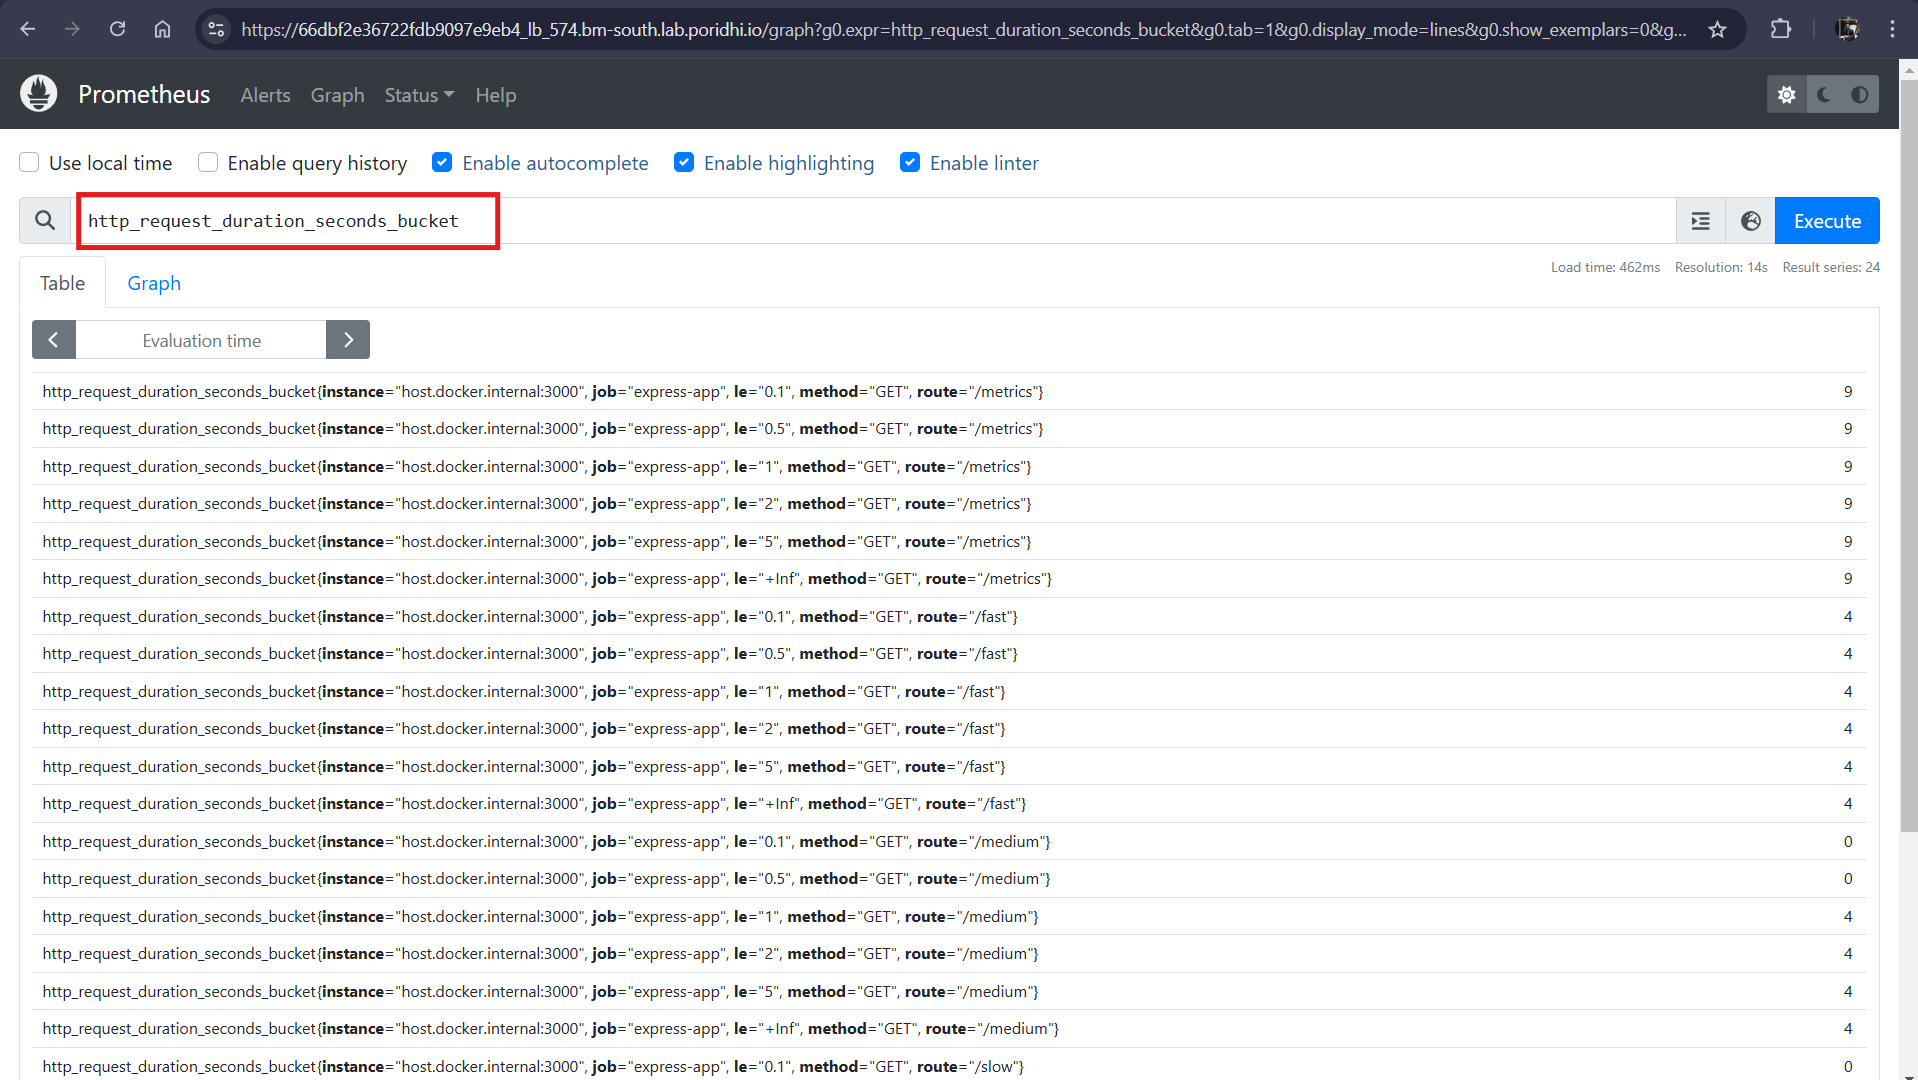 https://66dbf2e36722fdb9097e9eb4_lb_574.bm-south.lab.poridhi.io/graph?g0.expr=http_request_duration_seconds_bucket&g0.tab=1&g0.display_mode=lines&g0.show_exemplars=0&g...
Prometheus Alerts Graph Status Help
Use local time Enable query history Enable autocomplete Enable highlighting Enable linter
http_request_duration_seconds_bucket Execute
Table Graph Load time: 462ms Resolution: 14s Result series: 24
Evaluation time
http_request_duration_seconds_bucket{instance="host.docker.internal:3000", job="express-app", le="0.1", method="GET", route="/metrics"} 9
http_request_duration_seconds_bucket{instance="host.docker.internal:3000", job="express-app", le="0.5", method="GET", route="/metrics"} 9
http_request_duration_seconds_bucket{instance="host.docker.internal:3000", job="express-app", le="1", method="GET", route="/metrics"} 9
http_request_duration_seconds_bucket{instance="host.docker.internal:3000", job="express-app", le="2", method="GET", route="/metrics"} 9
http_request_duration_seconds_bucket{instance="host.docker.internal:3000", job="express-app", le="5", method="GET", route="/metrics"} 9
http_request_duration_seconds_bucket{instance="host.docker.internal:3000", job="express-app", le="+Inf", method="GET", route="/metrics"} 9
http_request_duration_seconds_bucket{instance="host.docker.internal:3000", job="express-app", le="0.1", method="GET", route="/fast"} 4
http_request_duration_seconds_bucket{instance="host.docker.internal:3000", job="express-app", le="0.5", method="GET", route="/fast"} 4
http_request_duration_seconds_bucket{instance="host.docker.internal:3000", job="express-app", le="1", method="GET", route="/fast"} 4
http_request_duration_seconds_bucket{instance="host.docker.internal:3000", job="express-app", le="2", method="GET", route="/fast"} 4
http_request_duration_seconds_bucket{instance="host.docker.internal:3000", job="express-app", le="5", method="GET", route="/fast"} 4
http_request_duration_seconds_bucket{instance="host.docker.internal:3000", job="express-app", le="+Inf", method="GET", route="/fast"} 4
http_request_duration_seconds_bucket{instance="host.docker.internal:3000", job="express-app", le="0.1", method="GET", route="/medium"} 0
http_request_duration_seconds_bucket{instance="host.docker.internal:3000", job="express-app", le="0.5", method="GET", route="/medium"} 0
http_request_duration_seconds_bucket{instance="host.docker.internal:3000", job="express-app", le="1", method="GET", route="/medium"} 4
http_request_duration_seconds_bucket{instance="host.docker.internal:3000", job="express-app", le="2", method="GET", route="/medium"} 4
http_request_duration_seconds_bucket{instance="host.docker.internal:3000", job="express-app", le="5", method="GET", route="/medium"} 4
http_request_duration_seconds_bucket{instance="host.docker.internal:3000", job="express-app", le="+Inf", method="GET", route="/medium"} 4
http_request_duration_seconds_bucket{instance="host.docker.internal:3000", job="express-app", le="0.1", method="GET", route="/slow"} 0